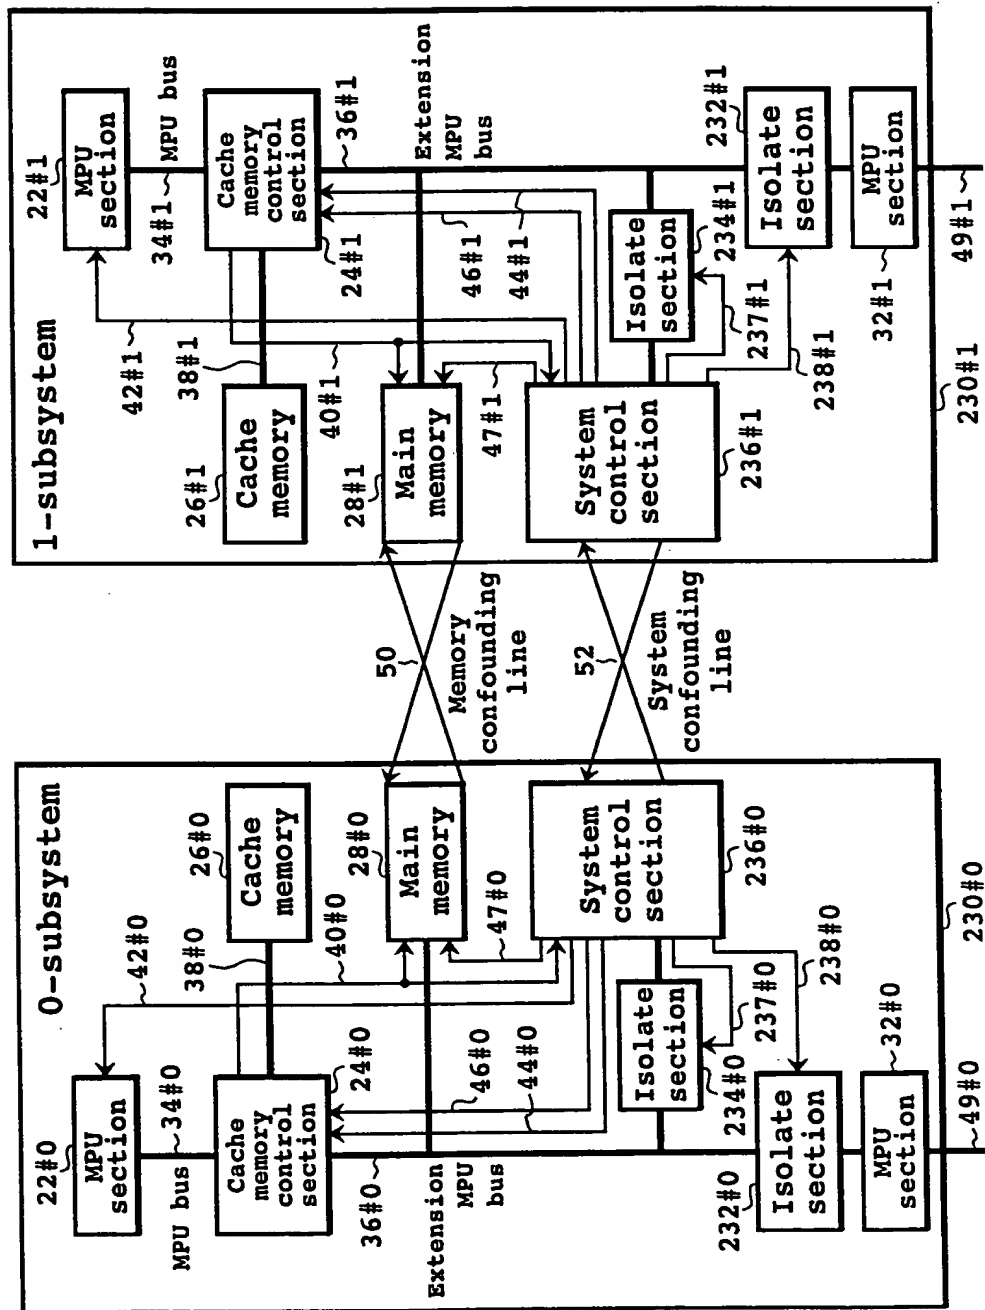 0-subsystem
22#0
MPU
section
MPU bus
34#0
42#0
38#0
26#0
Cache
memory
Cache
memory
control
section
24#0
40#0
36#0
28#0
Main
memory
Extension
MPU
bus
46#0
44#0
47#0
System
control
section
236#0
Isolate
section
234#0
237#0
238#0
232#0
Isolate
section
MPU
section
32#0
49#0
230#0
50
Memory
confounding
line
52
System
confounding
line
1-subsystem
22#1
MPU
section
34#1
MPU bus
42#1
38#1
26#1
Cache
memory
Cache
memory
control
section
24#1
40#1
36#1
28#1
Main
memory
Extension
MPU
bus
46#1
44#1
47#1
System
control
section
236#1
Isolate
section
234#1
237#1
238#1
232#1
Isolate
section
MPU
section
32#1
49#1
230#1